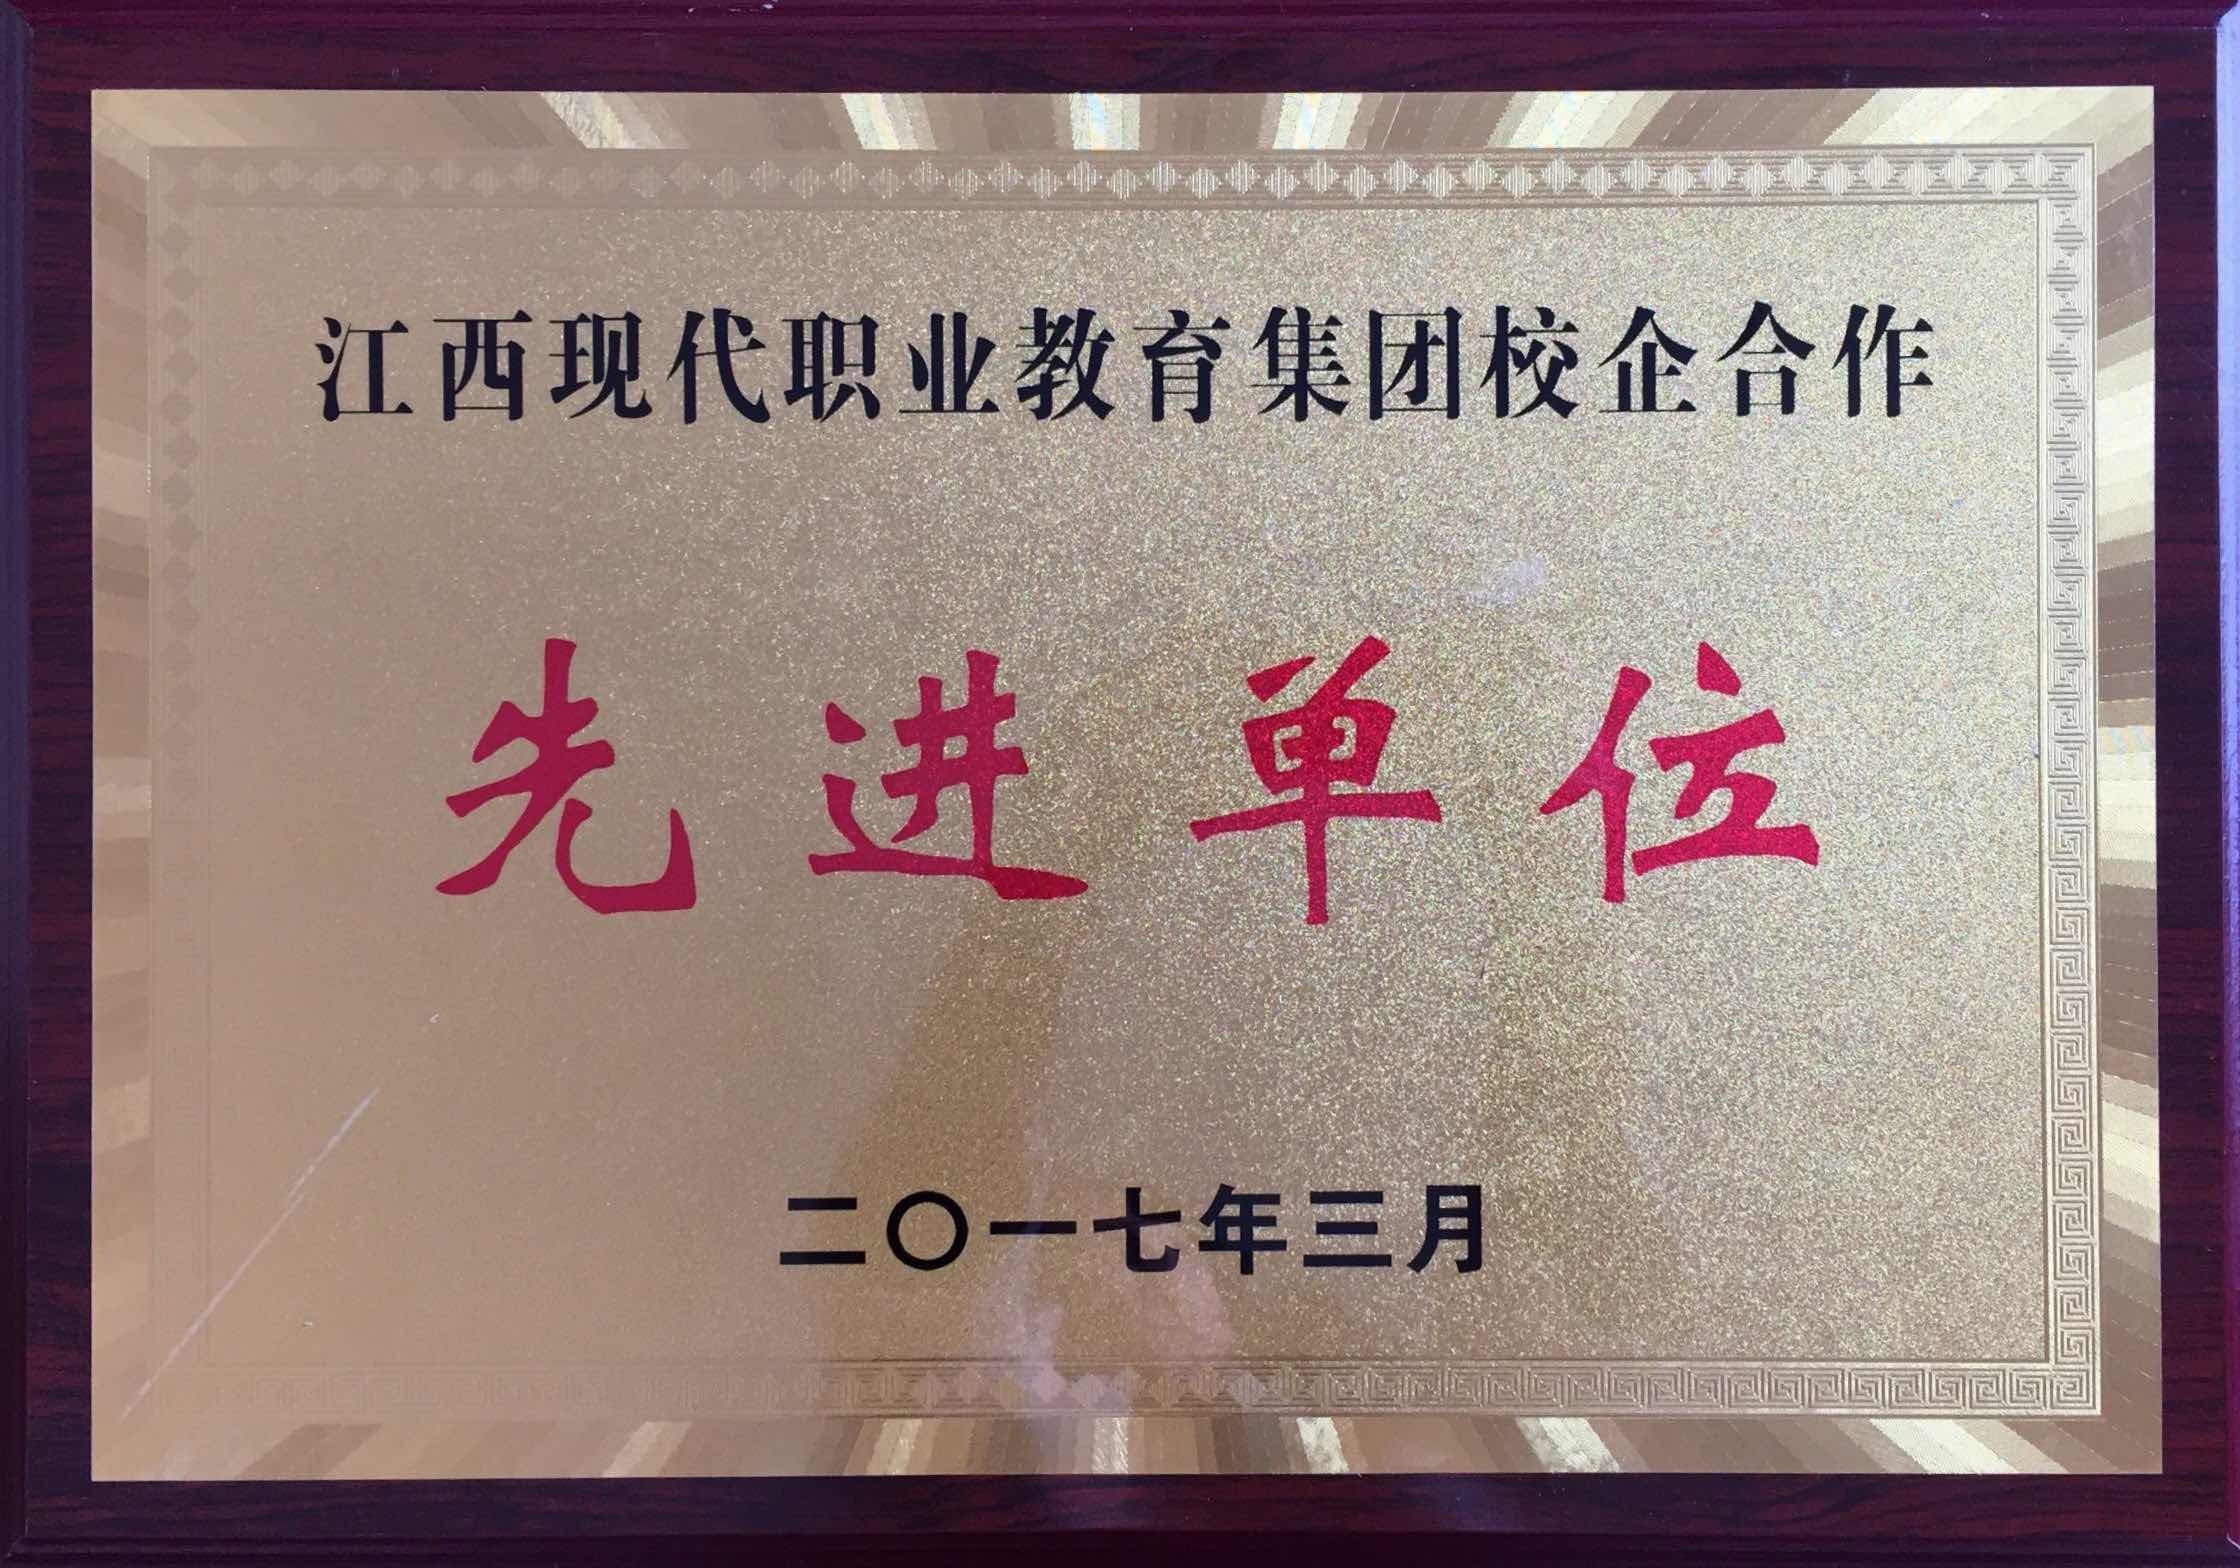 江西现代职业教育集团校企合作
先进单位
二〇一七年三月